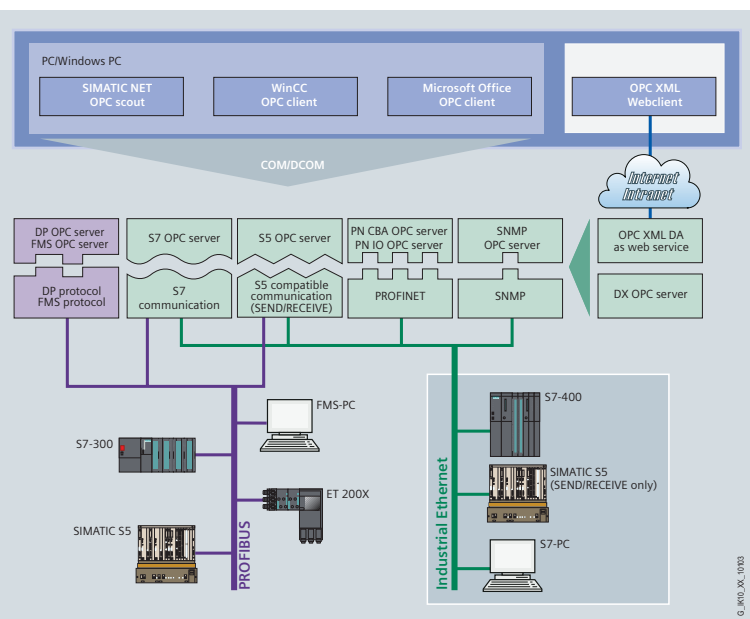 PC/Windows PC
SIMATIC NET
OPC scout
WinCC
OPC client
Microsoft Office
OPC client
OPC XML
Webclient
COM/DCOM
Internet
Intranet
DP OPC server
FMS OPC server
S7 OPC server
S5 OPC server
PN CBA OPC server
PN IO OPC server
SNMP
OPC server
OPC XML DA
as web service
DP protocol
FMS protocol
S7
communication
S5 compatible
communication
(SEND/RECEIVE)
PROFINET
SNMP
DX OPC server
FMS-PC
S7-300
ET 200X
SIMATIC S5
PROFIBUS
S7-400
SIMATIC S5
(SEND/RECEIVE only)
S7-PC
Industrial Ethernet
G_IK10_XX_10103